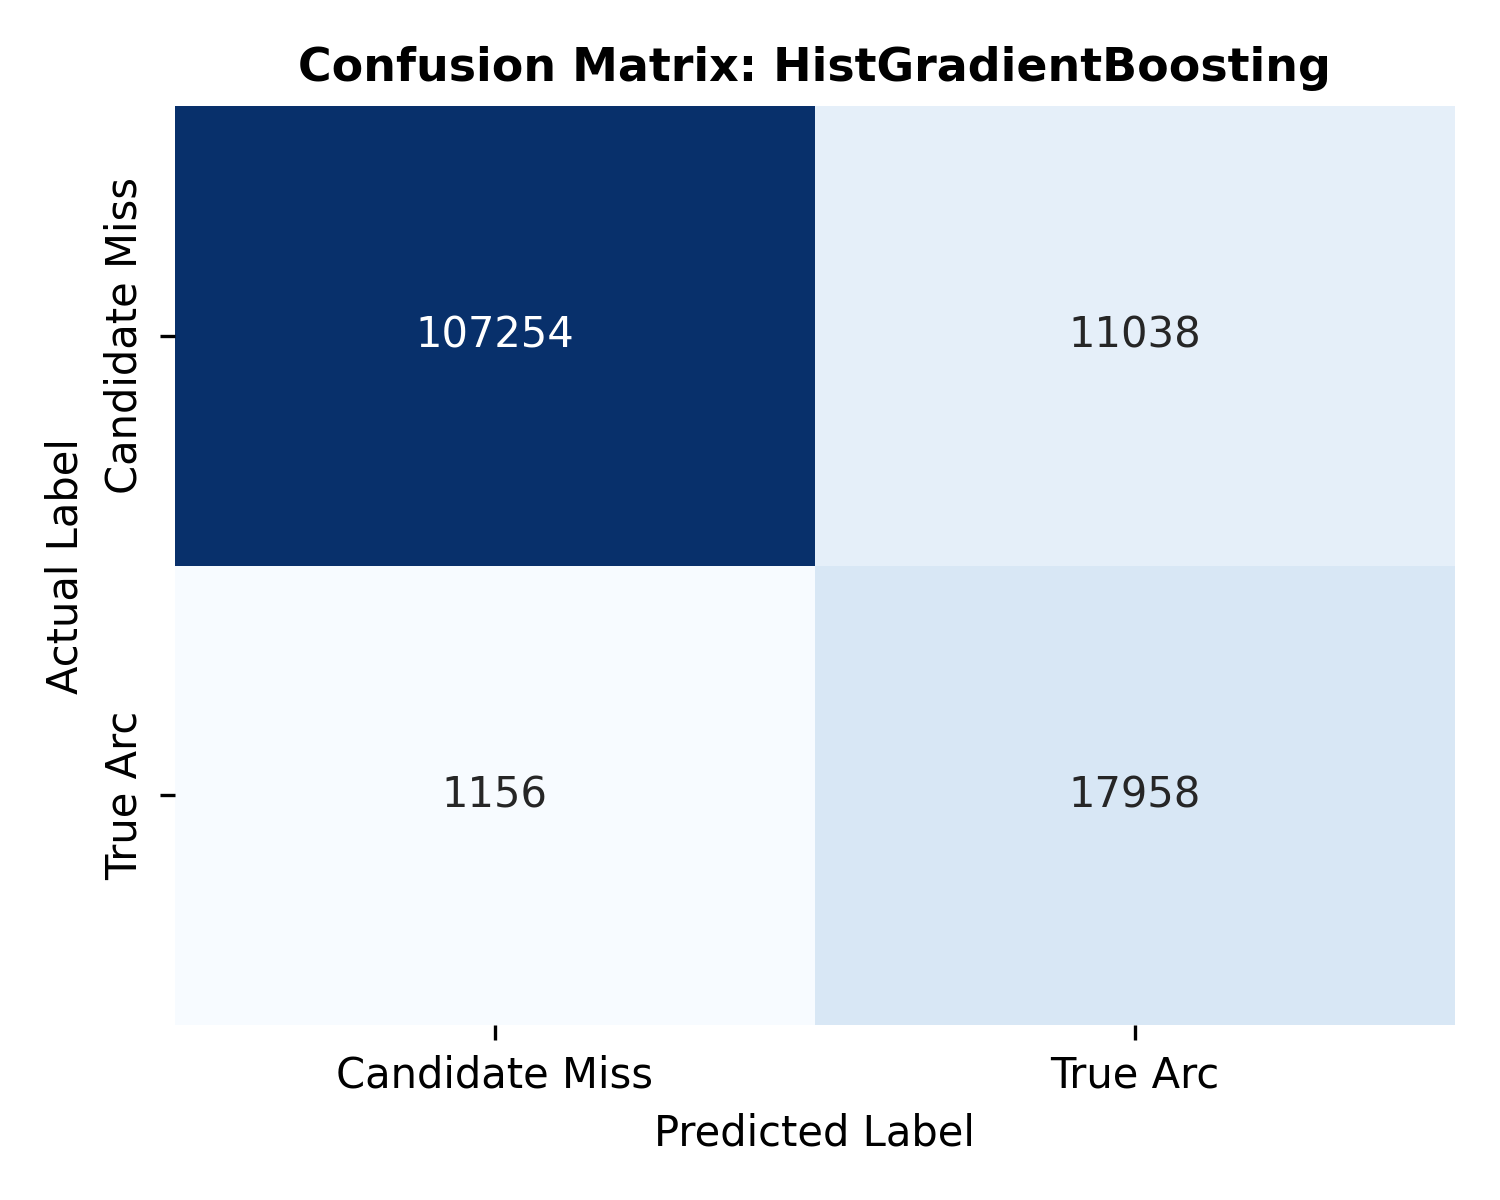 Confusion Matrix: HistGradientBoosting
Actual Label
Candidate Miss
107254
11038
True Arc
1156
17958
Candidate Miss
True Arc
Predicted Label